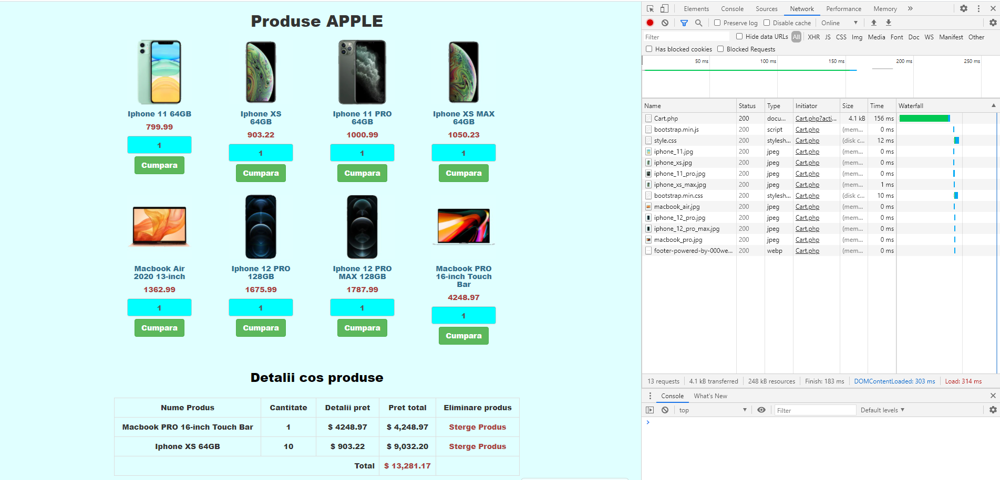 Produse APPLE
Iphone 11 64GB
799.99
1
Cumpara
Iphone XS
64GB
903.22
1
Cumpara
Iphone 11 PRO
64GB
1000.99
1
Cumpara
Iphone XS MAX
64GB
1050.23
1
Cumpara
Macbook Air
2020 13-inch
1362.99
1
Cumpara
Iphone 12 PRO
128GB
1675.99
1
Cumpara
Iphone 12 PRO
MAX 128GB
1787.99
1
Cumpara
Macbook PRO
16-inch Touch
Bar
4248.97
1
Cumpara
Detalii cos produse
Nume Produs Cantitate Detalii pret Pret total Eliminare produs
Macbook PRO 16-inch Touch Bar 1 $ 4248.97 $ 4,248.97 Sterge Produs
Iphone XS 64GB 10 $ 903.22 $ 9,032.20 Sterge Produs
Total $ 13,281.17
Elements Console Sources Network Performance Memory »
Preserve log Disable cache Online
Filter Hide data URLs All XHR JS CSS Img Media Font Doc WS Manifest Other
Has blocked cookies Blocked Requests
50 ms 100 ms 150 ms 200 ms 250 ms
Name Status Type Initiator Size Time Waterfall
Cart.php 200 docu... Cart.php?acti... 4.1 kB 156 ms
bootstrap.min.js 200 script Cart.php (mem... 0 ms
style.css 200 stylesh... Cart.php (disk c... 12 ms
iphone_11.jpg 200 jpeg Cart.php (mem... 0 ms
iphone_xs.jpg 200 jpeg Cart.php (mem... 0 ms
iphone_11_pro.jpg 200 jpeg Cart.php (mem... 0 ms
iphone_xs_max.jpg 200 jpeg Cart.php (mem... 1 ms
bootstrap.min.css 200 stylesh... Cart.php (disk c... 10 ms
macbook_air.jpg 200 jpeg Cart.php (mem... 0 ms
iphone_12_pro.jpg 200 jpeg Cart.php (mem... 0 ms
iphone_12_pro_max.jpg 200 jpeg Cart.php (mem... 0 ms
macbook_pro.jpg 200 jpeg Cart.php (mem... 0 ms
footer-powered-by-000we... 200 webp Cart.php (mem... 0 ms
13 requests 4.1 kB transferred 248 kB resources Finish: 183 ms DOMContentLoaded: 303 ms Load: 314 ms
Console What's New
top Filter Default levels